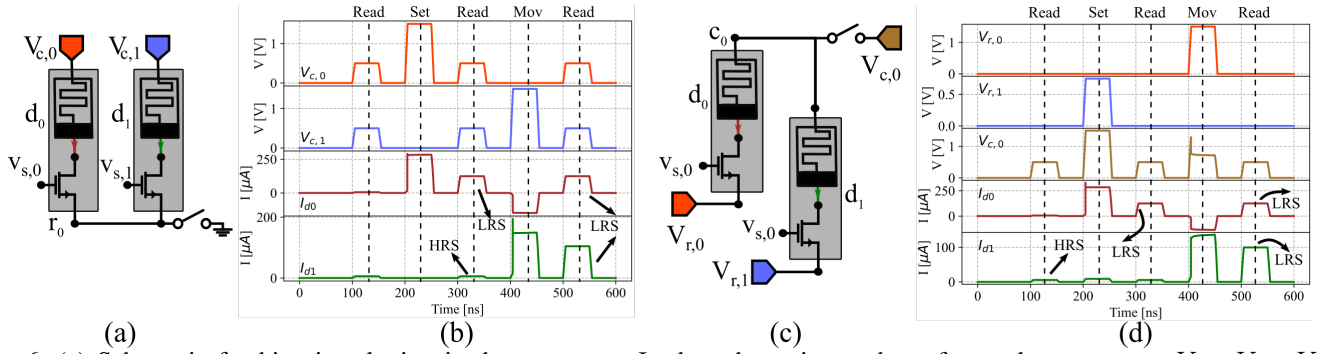 V_c,0
V_c,1
d_0
d_1
v_s,0
v_s,1
r_0
(a)
Read Set Read Mov Read
V [V]
1
0
V_c,0
V [V]
1
0
V_c,1
I [µA]
250
0
I_d0
LRS
LRS
I [µA]
200
0
I_d1
HRS
0 100 200 300 400 500 600
Time [ns]
(b)
c_0
V_c,0
d_0
d_1
v_s,0
V_r,0
v_s,0
V_r,1
(c)
Read Set Read Mov Read
V [V]
1
0
V_r,0
V [V]
0.5
0.0
V_r,1
V [V]
1
0
V_c,0
I [µA]
250
0
I_d0
LRS
LRS
I [µA]
100
0
I_d1
HRS
LRS
0 100 200 300 400 500 600
Time [ns]
(d)